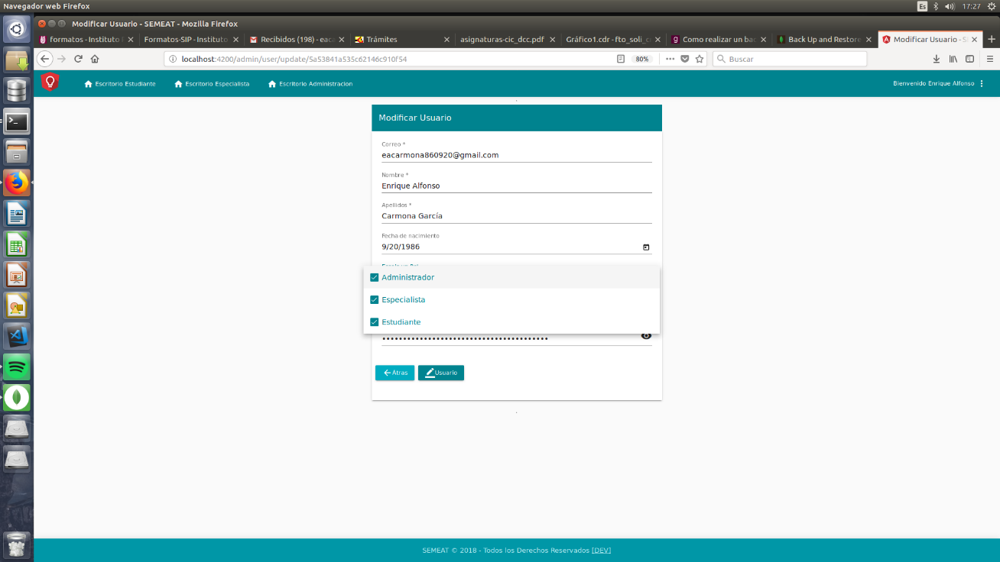 Navegador web Firefox
Es
17:27
Modificar Usuario - SEMEAT - Mozilla Firefox
formatos - Instituto
Formatos-SIP - Instituto
Recibidos (198) - eaca
Trámites
asignaturas-cic_dcc.pdf
Gráfico1.cdr - fto_soli_c
Como realizar un bac
Back Up and Restore
Modificar Usuario - S
localhost:4200/admin/user/update/5a53841a535c62146c910f54
80%
Buscar
Escritorio Estudiante
Escritorio Especialista
Escritorio Administracion
Bienvenido Enrique Alfonso
Modificar Usuario
Correo *
eacarmona860920@gmail.com
Nombre *
Enrique Alfonso
Apellidos *
Carmona García
Fecha de nacimiento
9/20/1986
Administrador
Especialista
Estudiante
Atras
Usuario
SEMEAT © 2018 - Todos los Derechos Reservados [DEV]